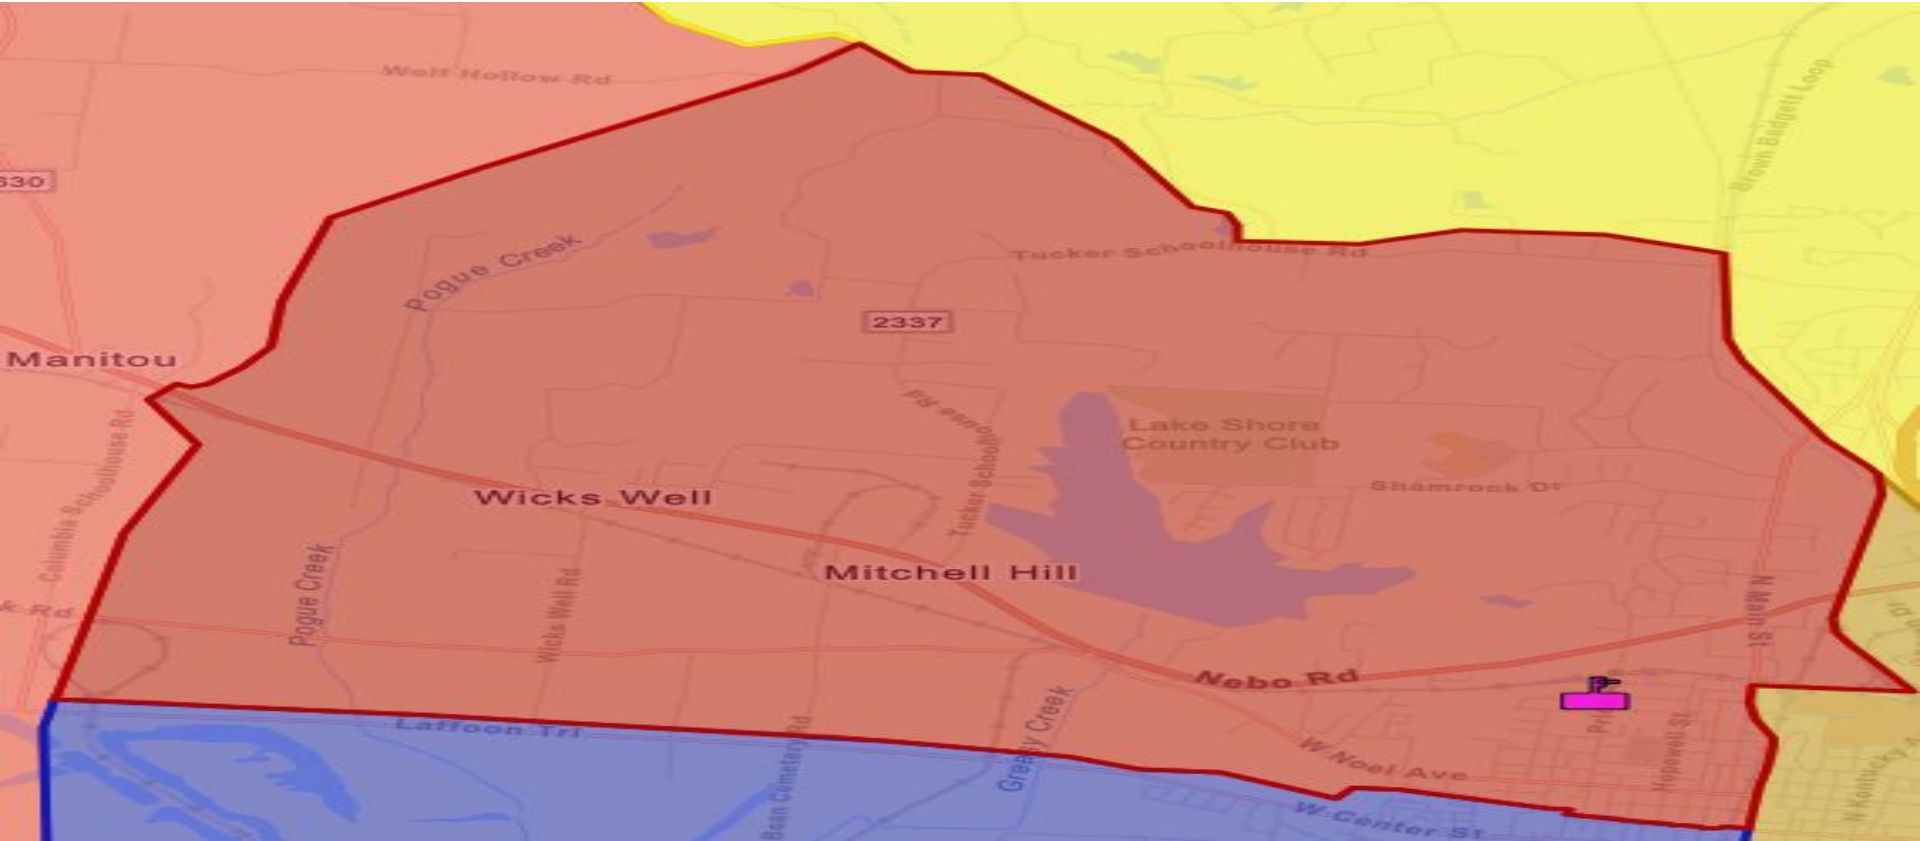 Wolf Hollow Rd
Brown Badgett Loop
630
Pogue Creek
Tucker Schoolhouse Rd
2337
Manitou
Columbia Schoolhouse Rd
Tucker Schoolhouse Rd
Lake Shore
Country Club
Shamrock Dr
Wicks Well
Mitchell Hill
Pogue Creek
Wicks Well Rd
k Rd
N Main St
Nebo Rd
Greasy Creek
Laffoon Trl
Bean Cemetery Rd
W Noel Ave
Hopewell St
W Center St
N Kentucky A